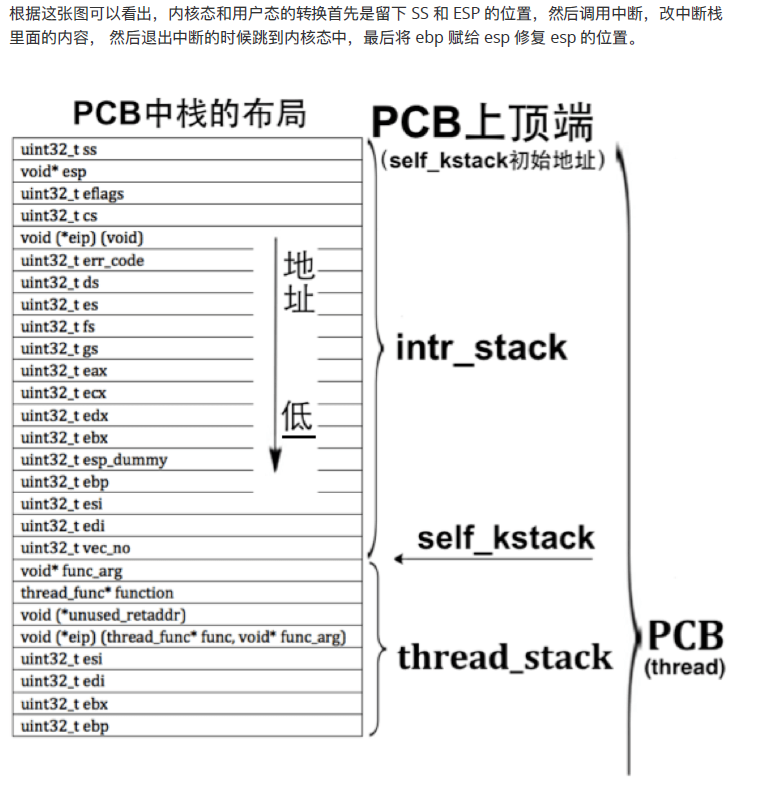 根据这张图可以看出，内核态和用户态的转换首先是留下 SS 和 ESP 的位置，然后调用中断，改中断栈
里面的内容， 然后退出中断的时候跳到内核态中，最后将 ebp 赋给 esp 修复 esp 的位置。
PCB中栈的布局
PCB上顶端
（self_kstack初始地址）
uint32_t ss
void* esp
uint32_t eflags
uint32_t cs
void (*eip) (void)
uint32_t err_code
uint32_t ds
uint32_t es
uint32_t fs
uint32_t gs
uint32_t eax
uint32_t ecx
uint32_t edx
uint32_t ebx
uint32_t esp_dummy
uint32_t ebp
uint32_t esi
uint32_t edi
uint32_t vec_no
void* func_arg
thread_func* function
void (*unused_retaddr)
void (*eip) (thread_func* func, void* func_arg)
uint32_t esi
uint32_t edi
uint32_t ebx
uint32_t ebp
地
址
低
intr_stack
self_kstack
thread_stack
PCB
(thread)